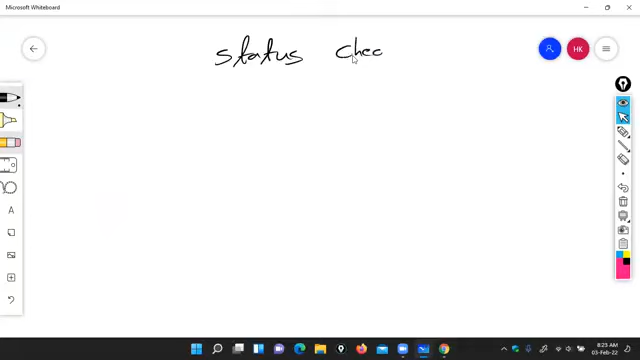 Microsoft Whiteboard
status chec
HK
A
8:25 AM
03-Feb-22